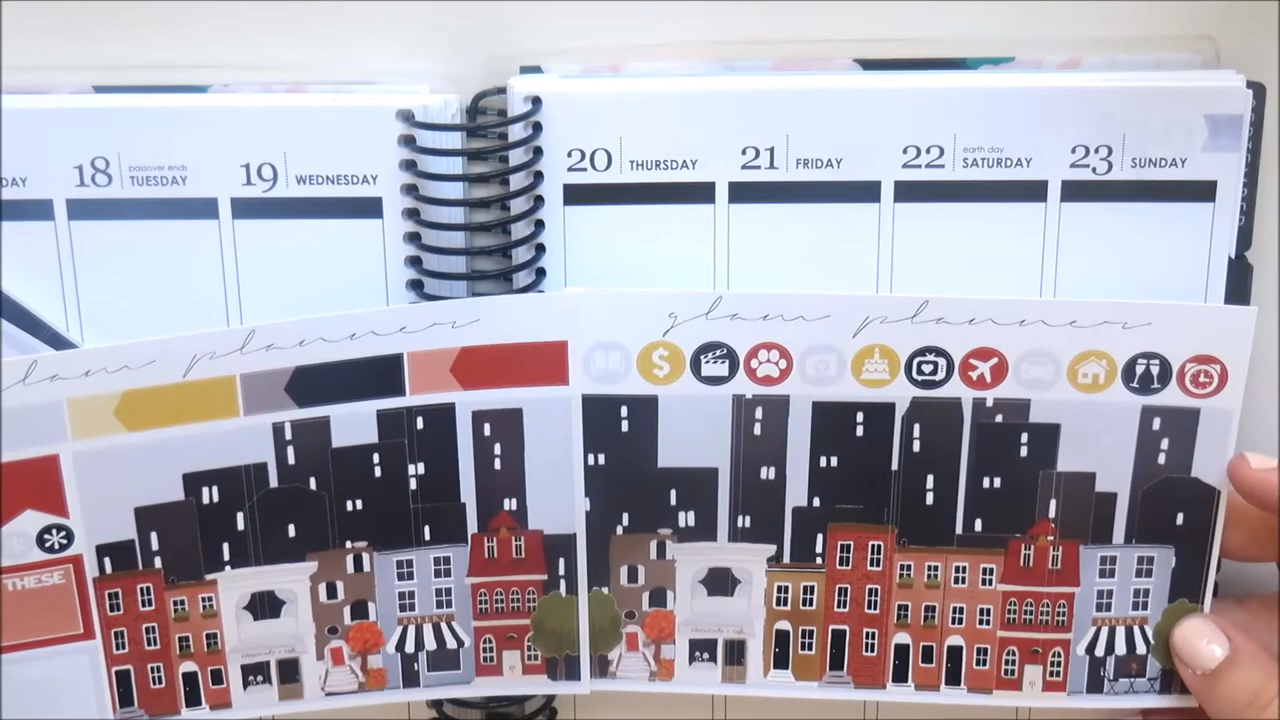 DAY
18 passover ends TUESDAY
19 WEDNESDAY
20 THURSDAY
21 FRIDAY
22 earth day SATURDAY
23 SUNDAY
lam planner
glam planner
$
THESE
BAKERY
BAKERY